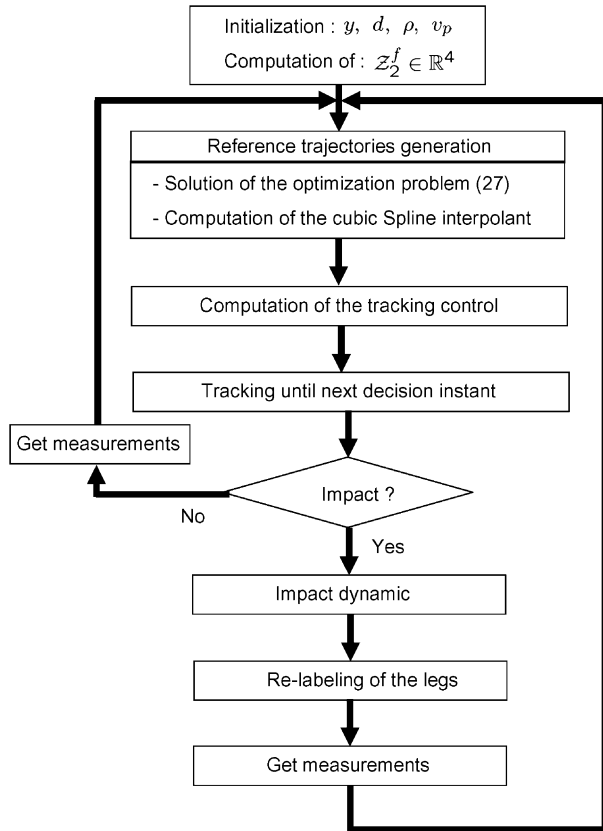 Initialization : y, d, ρ, v_p
Computation of : 𝒵₂ᶠ ∈ ℝ⁴
Reference trajectories generation
- Solution of the optimization problem (27)
- Computation of the cubic Spline interpolant
Computation of the tracking control
Tracking until next decision instant
Get measurements
Impact ?
No
Yes
Impact dynamic
Re-labeling of the legs
Get measurements